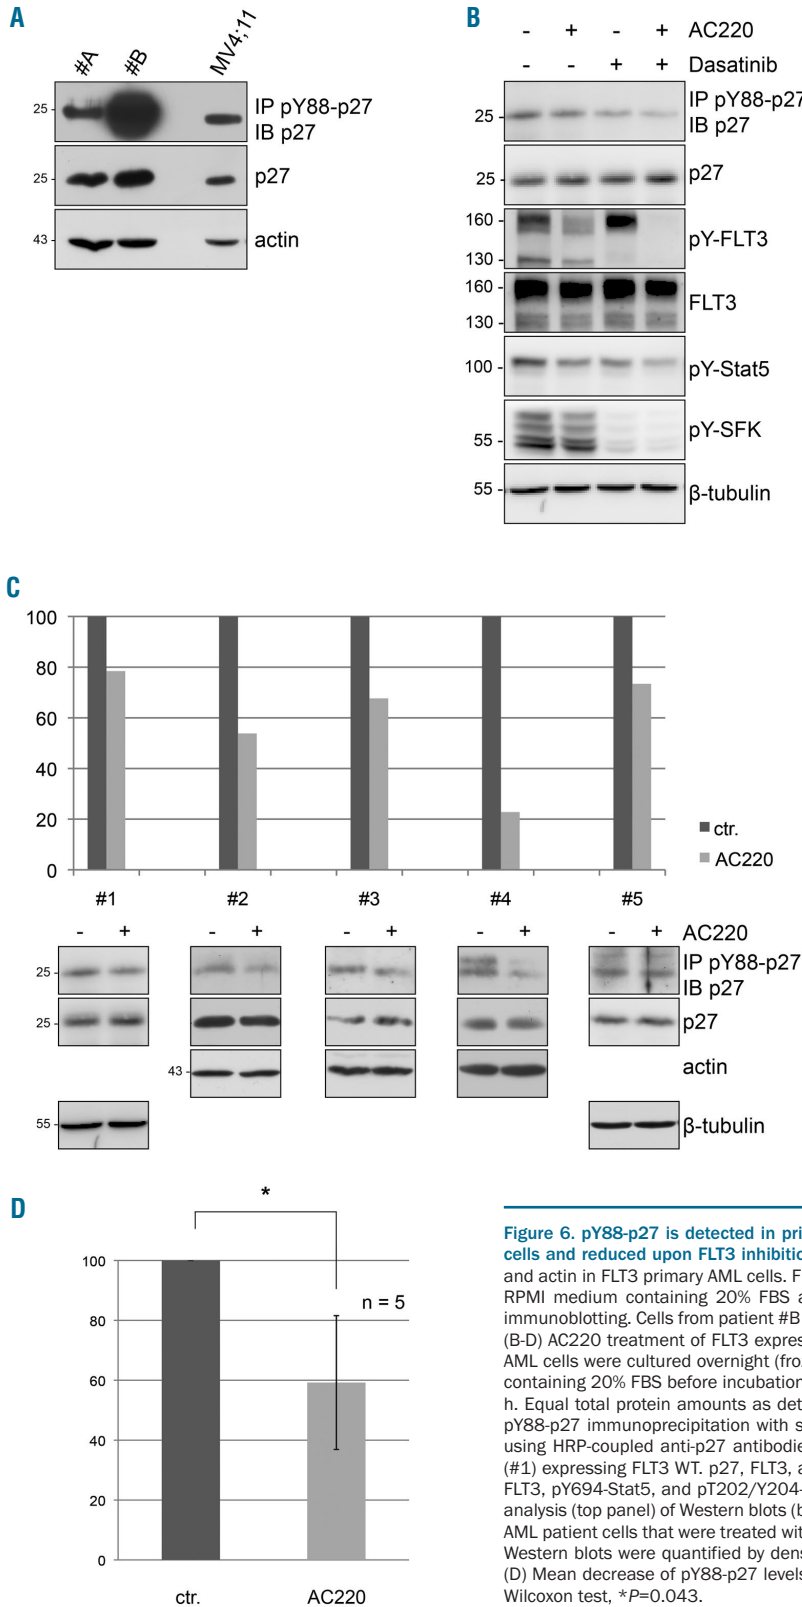 A
#A #B MV4;11
25 - IP pY88-p27
IB p27
25 - p27
43 - actin
B
- + - + AC220
- - + + Dasatinib
IP pY88-p27
25 - IB p27
25 - p27
160 -
pY-FLT3
130 -
160 -
FLT3
130 -
100 - pY-Stat5
pY-SFK
55 -
55 - β-tubulin
C
100
80
60
40
20
0
ctr.
AC220
#1 #2 #3 #4 #5
- + - + - + - + - + AC220
25 - IP pY88-p27
IB p27
25 - p27
43 - actin
55 - β-tubulin
D
*
n = 5
100
80
60
40
20
0
ctr. AC220
Figure 6. pY88-p27 is detected in pri
cells and reduced upon FLT3 inhibition
and actin in FLT3 primary AML cells. F
RPMI medium containing 20% FBS a
immunoblotting. Cells from patient #B
(B-D) AC220 treatment of FLT3 expres
AML cells were cultured overnight (fro
containing 20% FBS before incubation
h. Equal total protein amounts as det
pY88-p27 immunoprecipitation with s
using HRP-coupled anti-p27 antibodie
(#1) expressing FLT3 WT. p27, FLT3, a
FLT3, pY694-Stat5, and pT202/Y204-
analysis (top panel) of Western blots (b
AML patient cells that were treated wit
Western blots were quantified by dens
(D) Mean decrease of pY88-p27 levels
Wilcoxon test, *P=0.043.